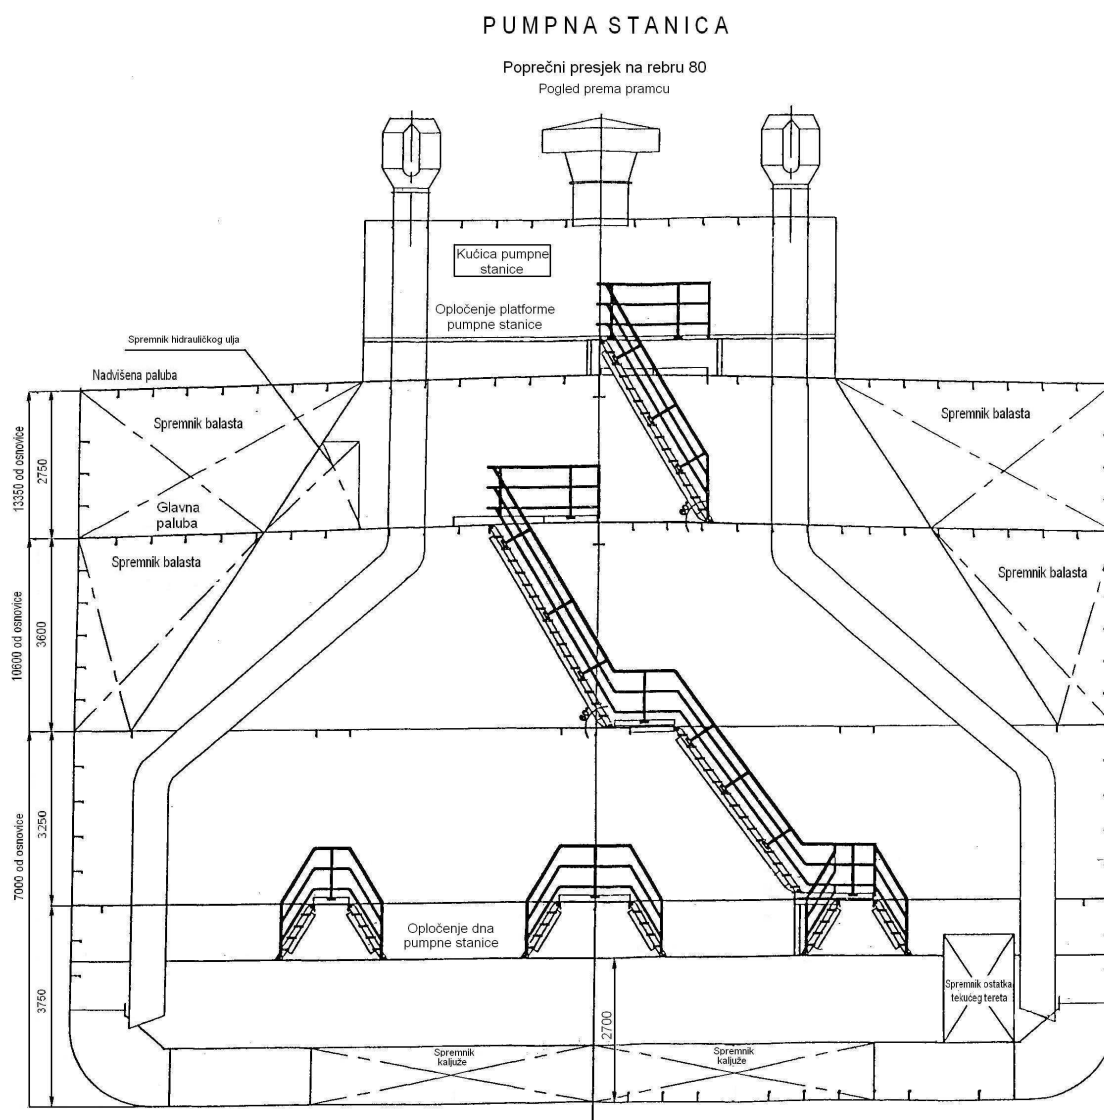 PUMPNA STANICA
Poprečni presjek na rebru 80
Pogled prema pramcu
Kućica pumpne
stanice
Opločenje platforme
pumpne stanice
Spremnik hidrauličkog ulja
Nadvišena paluba
Spremnik balasta
Spremnik balasta
Glavna
paluba
Spremnik balasta
Spremnik balasta
13350 od osnovice
2750
10600 od osnovice
3600
7000 od osnovice
3250
3750
Opločenje dna
pumpne stanice
Spremnik ostatka
tekućeg tereta
2700
Spremnik
kaljuže
Spremnik
kaljuže